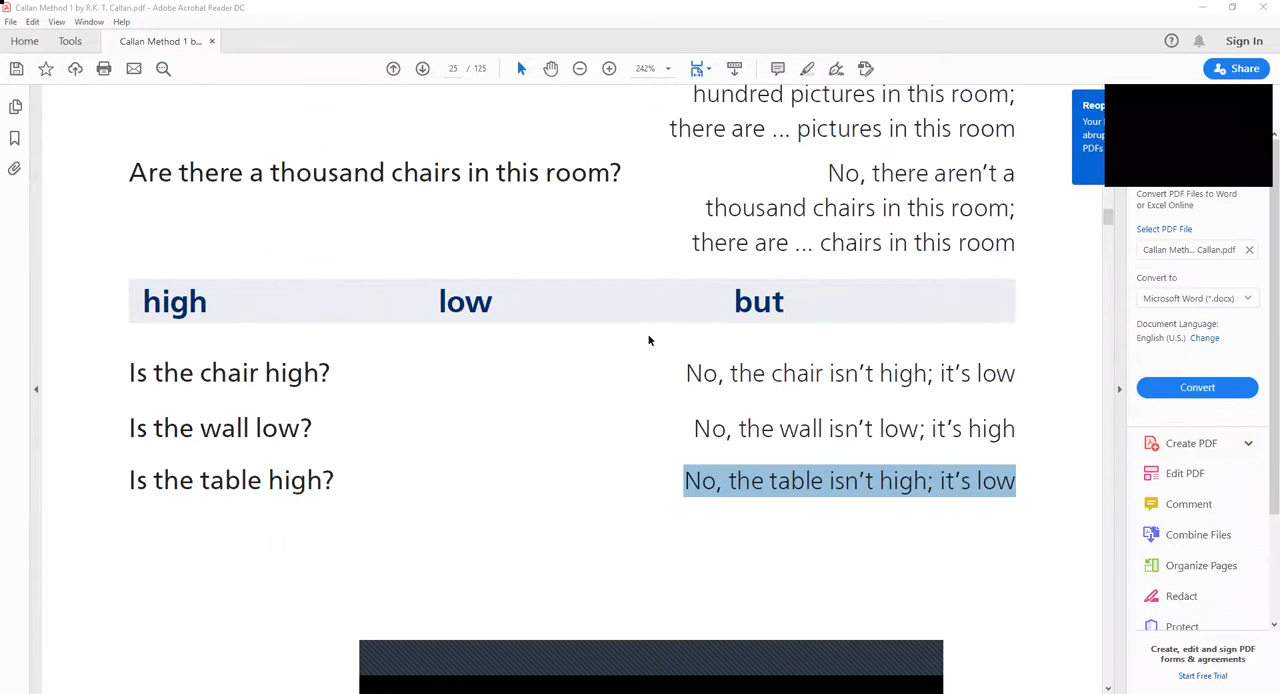 Callan Method 1 by R.K. T. Callan.pdf - Adobe Acrobat Reader DC
File Edit View Window Help
Home Tools Callan Method 1 b... × Sign In
25 / 125 242% Share
hundred pictures in this room;
there are ... pictures in this room
Are there a thousand chairs in this room? No, there aren't a
thousand chairs in this room;
there are ... chairs in this room
high low but
Is the chair high? No, the chair isn't high; it's low
Is the wall low? No, the wall isn't low; it's high
Is the table high? No, the table isn't high; it's low
Reop
Your
abrup
PDFs
Convert PDF Files to Word
or Excel Online
Select PDF File
Callan Meth... Callan.pdf
Convert to
Microsoft Word (*.docx)
Document Language:
English (U.S.) Change
Convert
Create PDF
Edit PDF
Comment
Combine Files
Organize Pages
Redact
Protect
Create, edit and sign PDF
forms & agreements
Start Free Trial